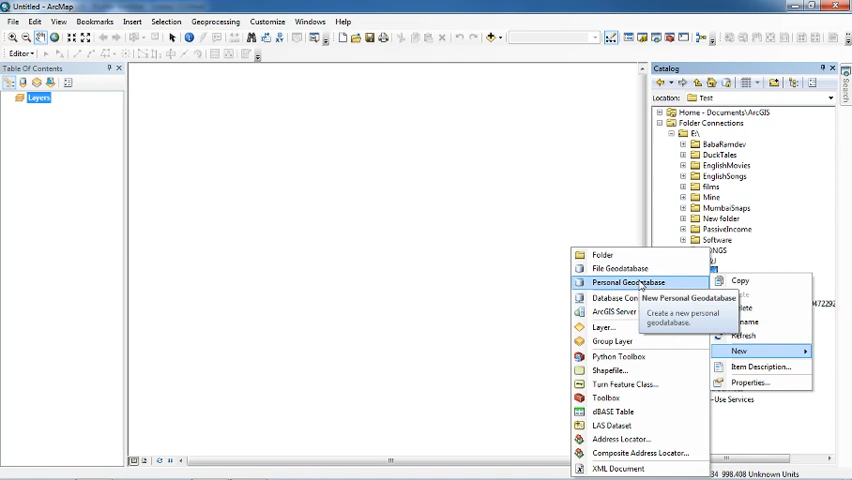 Untitled - ArcMap
File Edit View Bookmarks Insert Selection Geoprocessing Customize Windows Help
Editor
Table Of Contents
Layers
Catalog
Location: Test
Home - Documents\ArcGIS
Folder Connections
E:\
BabaRamdev
DuckTales
EnglishMovies
EnglishSongs
films
Mine
MumbaiSnaps
New folder
PassiveIncome
Software
Search
Folder
File Geodatabase
Personal Geodatabase
Database Con
ArcGIS Server
Layer...
Group Layer
Python Toolbox
Shapefile...
Turn Feature Class...
Toolbox
dBASE Table
LAS Dataset
Address Locator...
Composite Address Locator...
XML Document
New Personal Geodatabase
Create a new personal
geodatabase.
Copy
Refresh
New
Item Description...
Properties...
998.408 Unknown Units